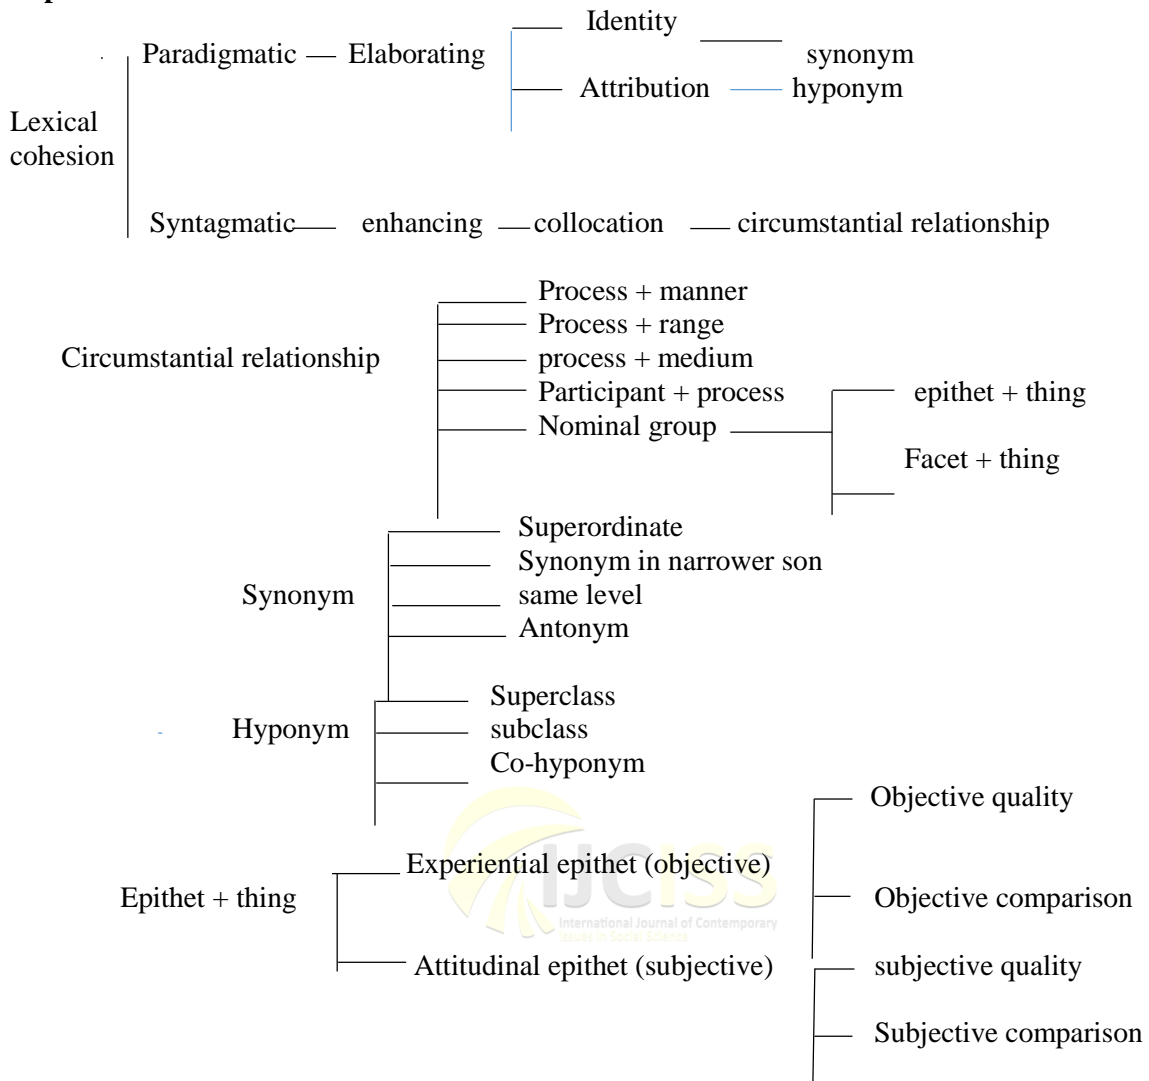 Identity
Paradigmatic Elaborating
synonym
Attribution hyponym
Lexical
cohesion
Syntagmatic enhancing collocation circumstantial relationship
Process + manner
Process + range
Circumstantial relationship process + medium
Participant + process epithet + thing
Nominal group
Facet + thing
Superordinate
Synonym in narrower son
Synonym same level
Antonym
Superclass
Hyponym subclass
Co-hyponym
Objective quality
IJCISS
Experiential epithet (objective)
Epithet + thing Objective comparison
International Journal of Contemporary
Issues in Social Science
Attitudinal epithet (subjective) subjective quality
Subjective comparison